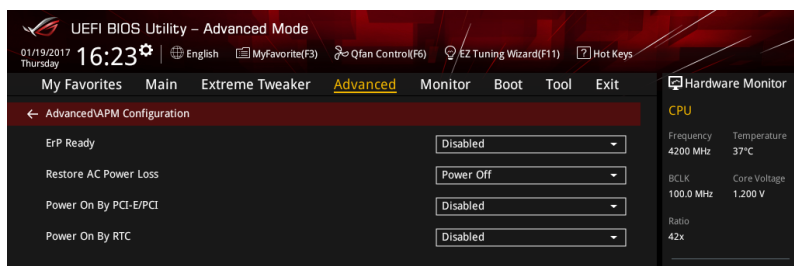 UEFI BIOS Utility – Advanced Mode
01/19/2017 Thursday 16:23 English MyFavorite(F3) Qfan Control(F6) EZ Tuning Wizard(F11) ? Hot Keys
My Favorites Main Extreme Tweaker Advanced Monitor Boot Tool Exit
← Advanced\APM Configuration
ErP Ready Disabled
Restore AC Power Loss Power Off
Power On By PCI-E/PCI Disabled
Power On By RTC Disabled
Hardware Monitor
CPU
Frequency Temperature
4200 MHz 37°C
BCLK Core Voltage
100.0 MHz 1.200 V
Ratio
42x